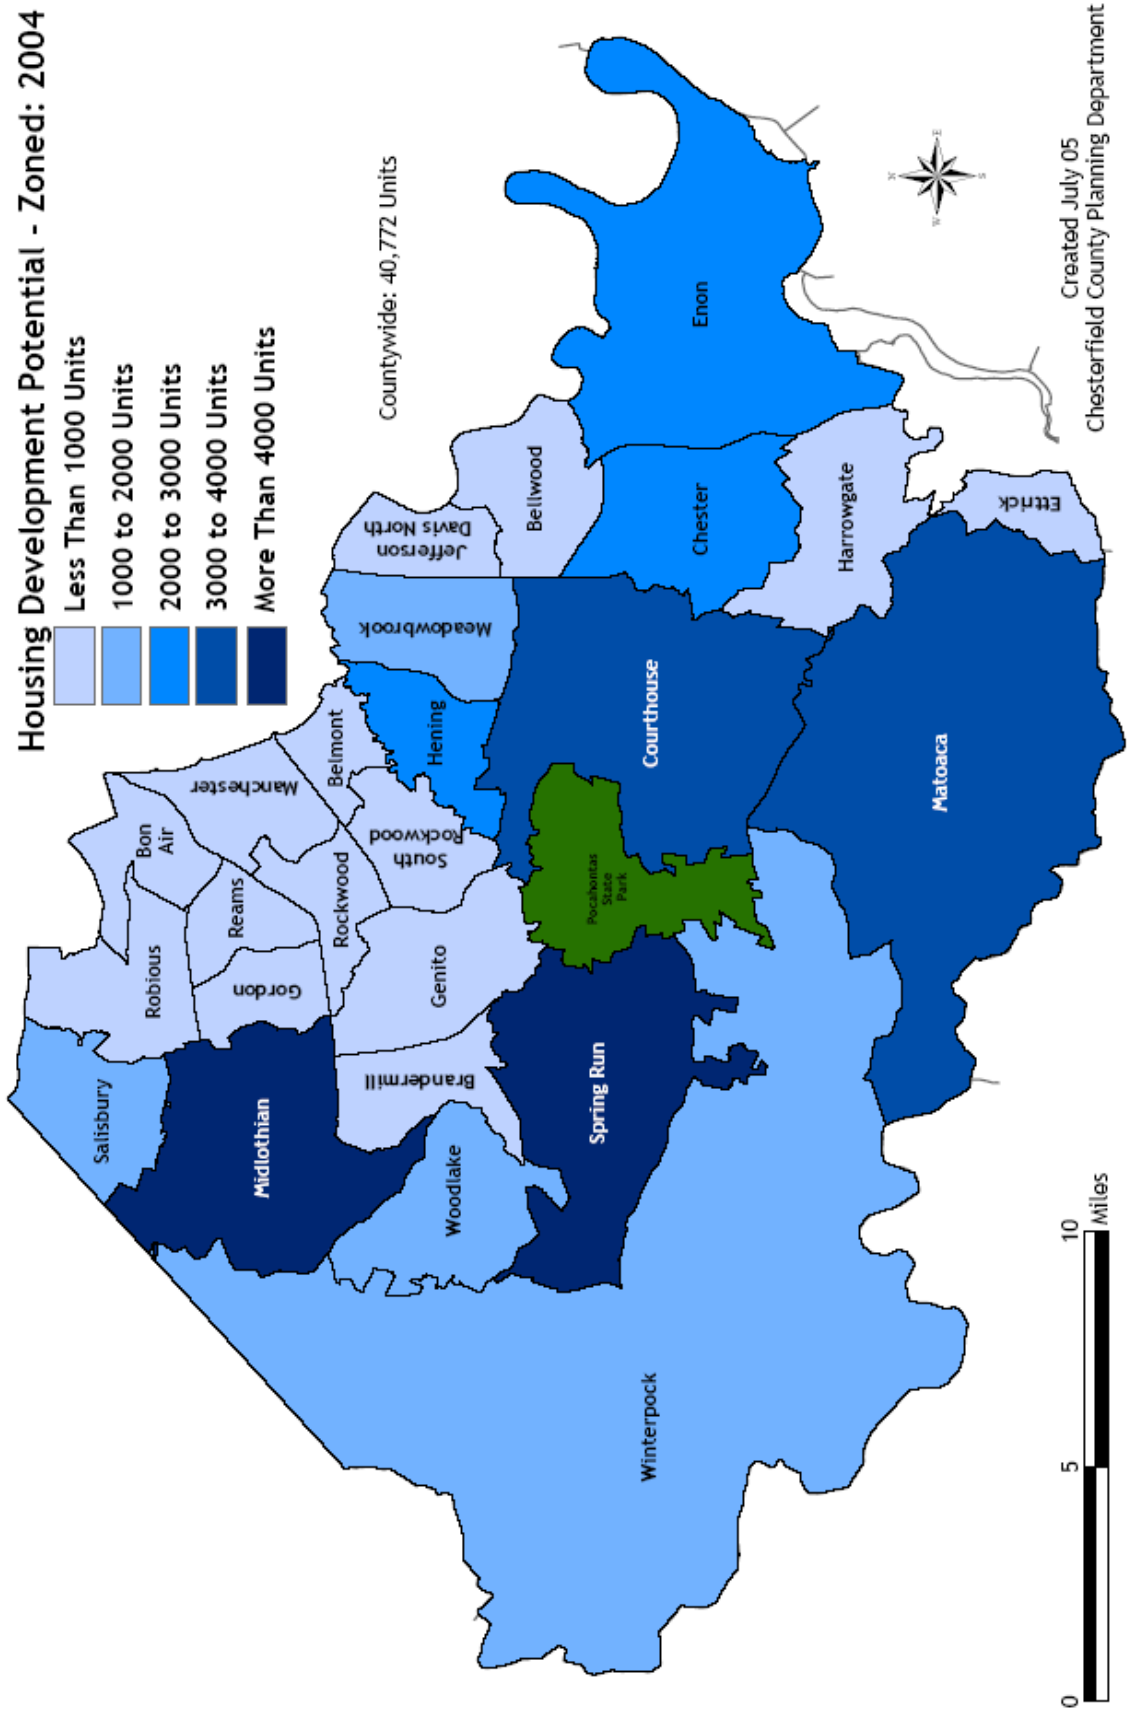 Housing Development Potential - Zoned: 2004
Less Than 1000 Units
1000 to 2000 Units
2000 to 3000 Units
3000 to 4000 Units
More Than 4000 Units
Countywide: 40,772 Units
Salisbury
Robious
Bon
Air
Manchester
Reams
Gordon
Midlothian
Rockwood
Belmont
South
Rockwood
Hening
Meadowbrook
Jefferson
Davis North
Bellwood
Genito
Brandermill
Woodlake
Spring Run
Pocahontas
State
Park
Courthouse
Chester
Enon
Winterpock
Harrowgate
Matoaca
Ettrick
N
W
E
S
0
5
10
Miles
Created July 05
Chesterfield County Planning Department